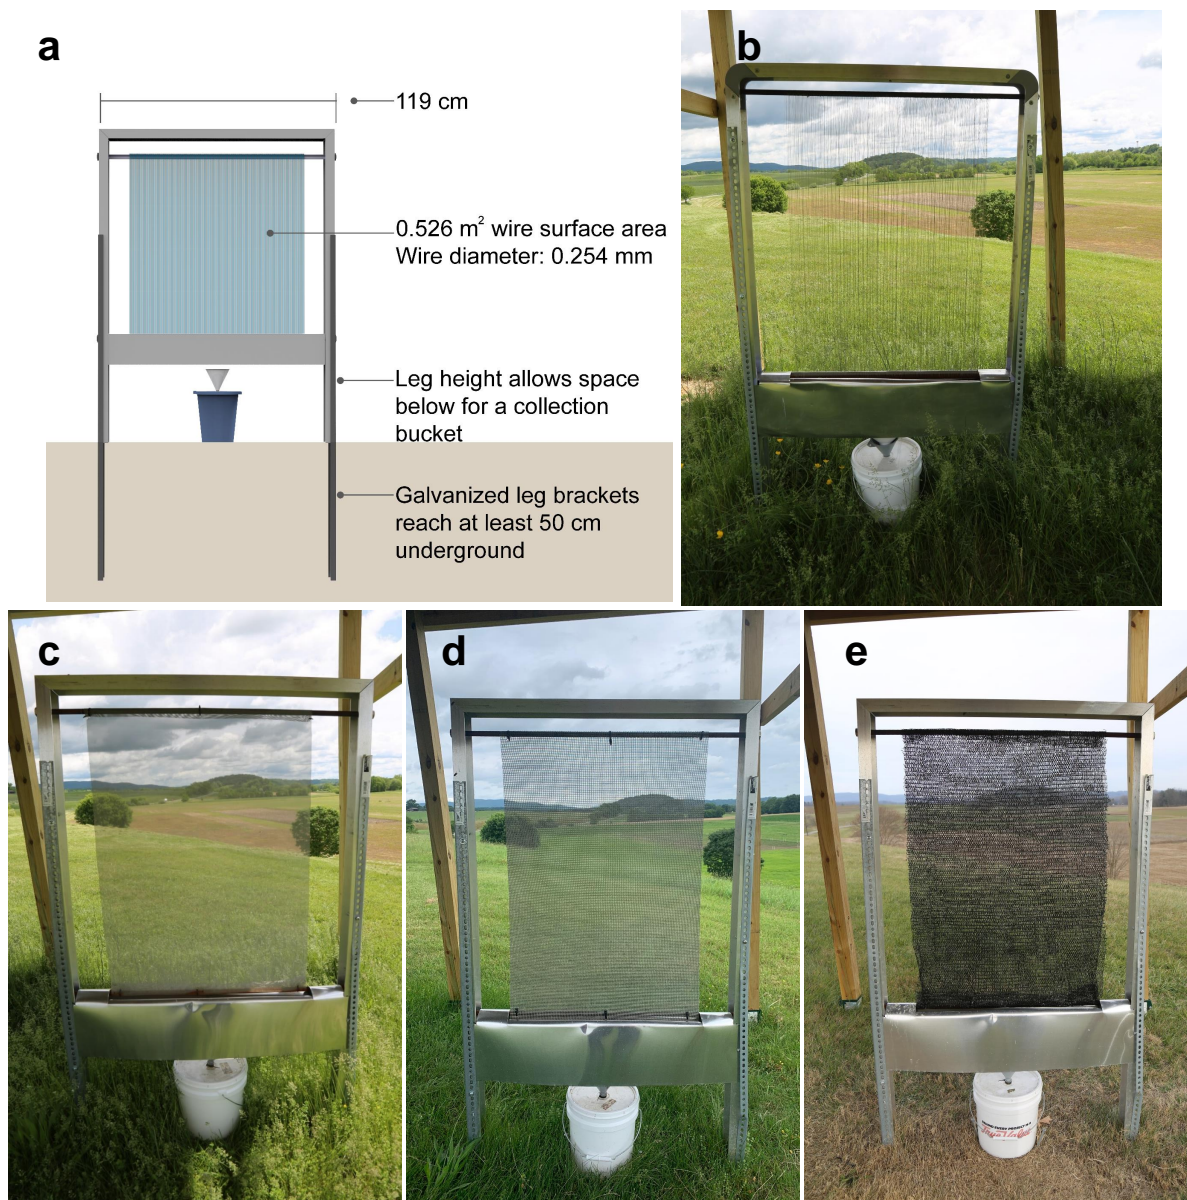 a
119 cm
0.526 m² wire surface area
Wire diameter: 0.254 mm
Leg height allows space
below for a collection
bucket
Galvanized leg brackets
reach at least 50 cm
underground
b
c
d
e